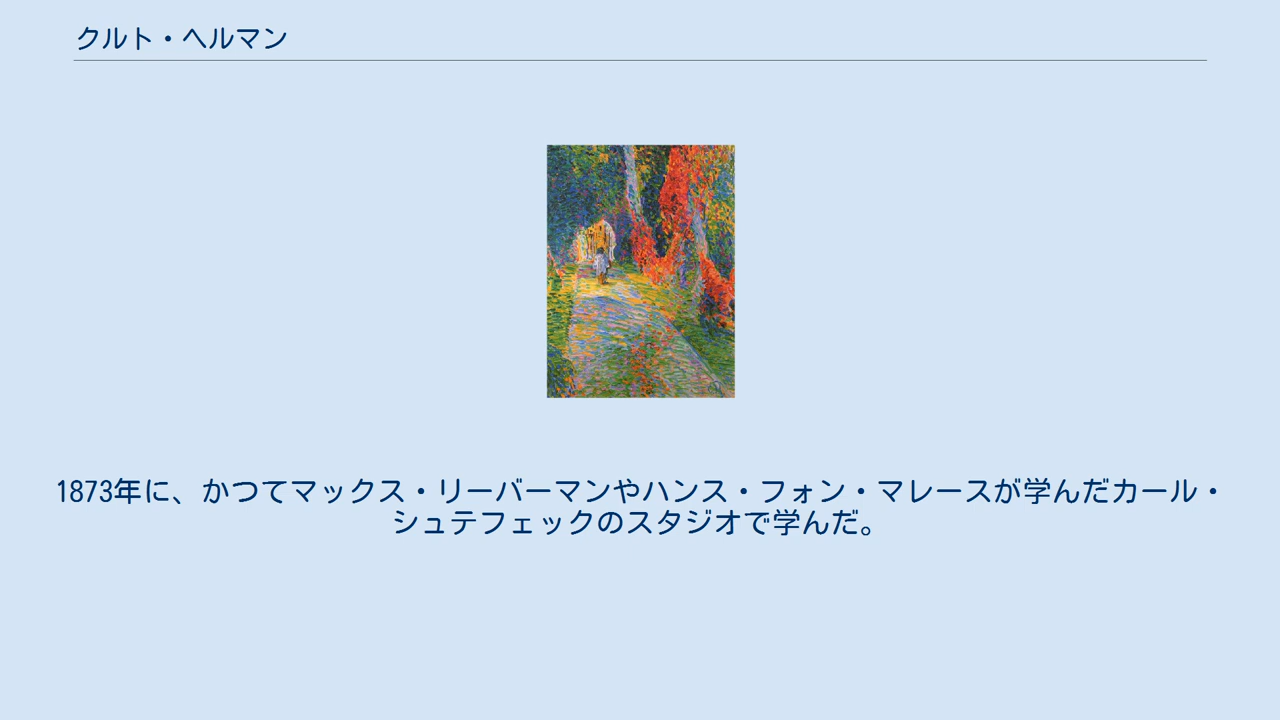 クルト・ヘルマン
1873年に、かつてマックス・リーバーマンやハンス・フォン・マレースが学んだカール・
シュテフェックのスタジオで学んだ。